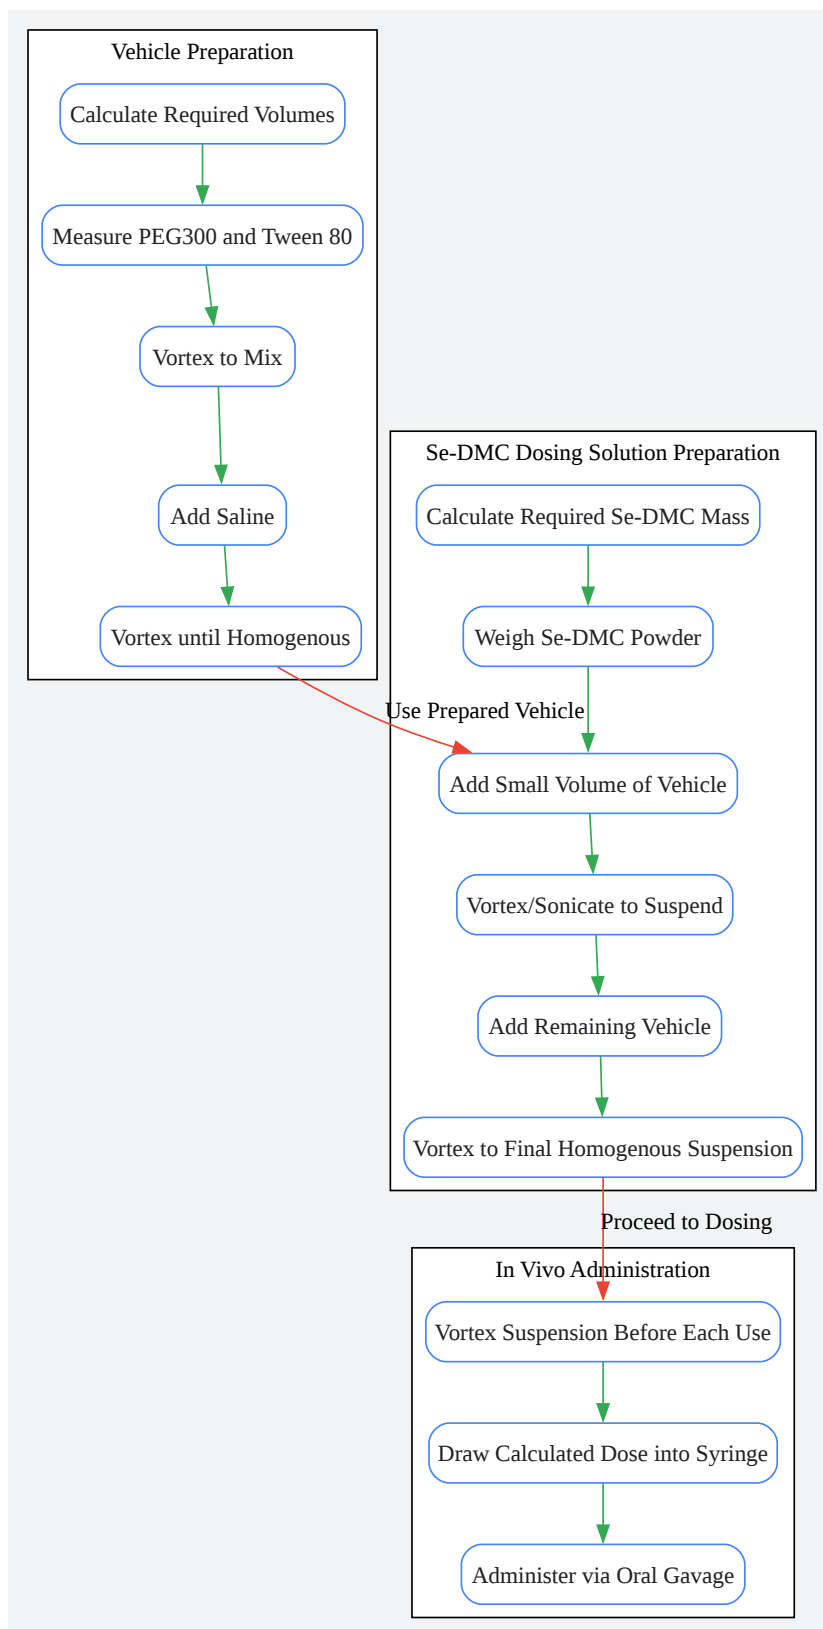 Vehicle Preparation
Calculate Required Volumes
Measure PEG300 and Tween 80
Vortex to Mix
Add Saline
Vortex until Homogenous
Se-DMC Dosing Solution Preparation
Calculate Required Se-DMC Mass
Weigh Se-DMC Powder
Use Prepared Vehicle
Add Small Volume of Vehicle
Vortex/Sonicate to Suspend
Add Remaining Vehicle
Vortex to Final Homogenous Suspension
Proceed to Dosing
In Vivo Administration
Vortex Suspension Before Each Use
Draw Calculated Dose into Syringe
Administer via Oral Gavage